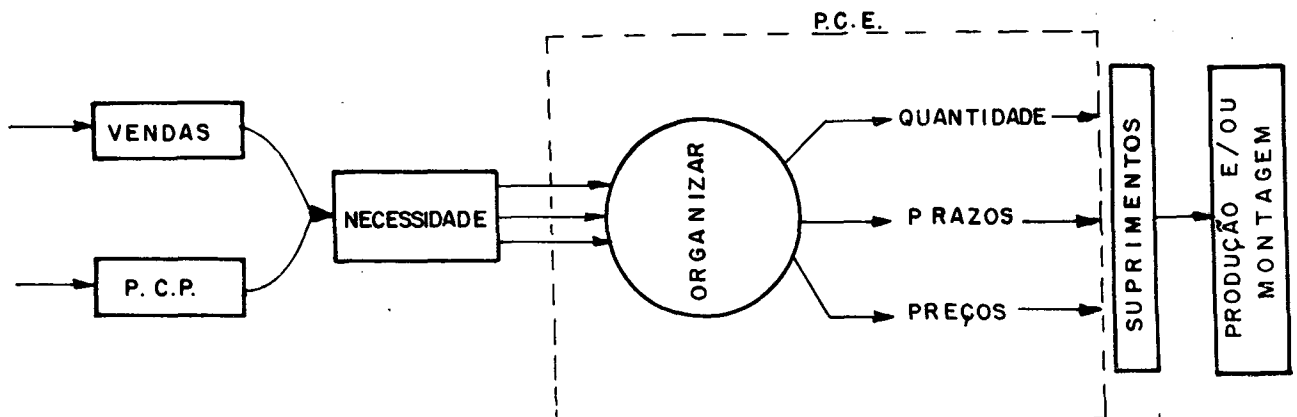 P.C.E.
VENDAS
P.C.P.
NECESSIDADE
ORGANIZAR
QUANTIDADE
PRAZOS
PREÇOS
SUPRIMENTOS
PRODUÇÃO E/OU
MONTAGEM